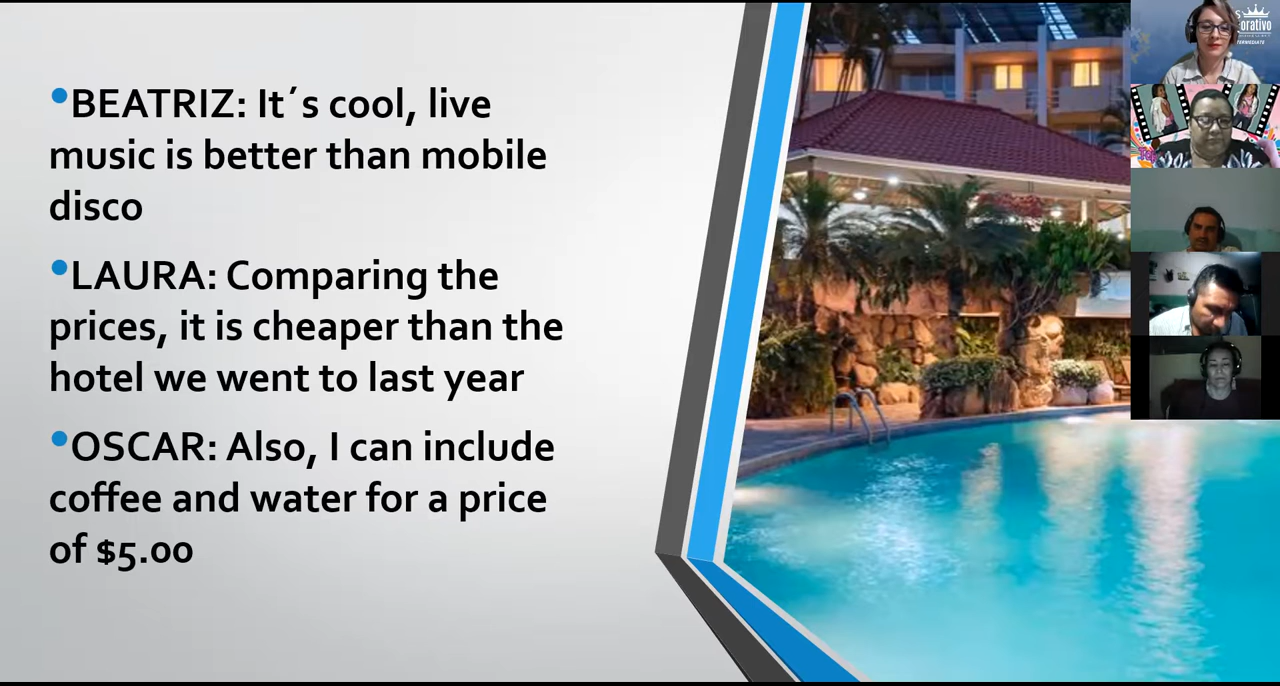 •BEATRIZ: It´s cool, live
music is better than mobile
disco
•LAURA: Comparing the
prices, it is cheaper than the
hotel we went to last year
•OSCAR: Also, I can include
coffee and water for a price
of $5.00